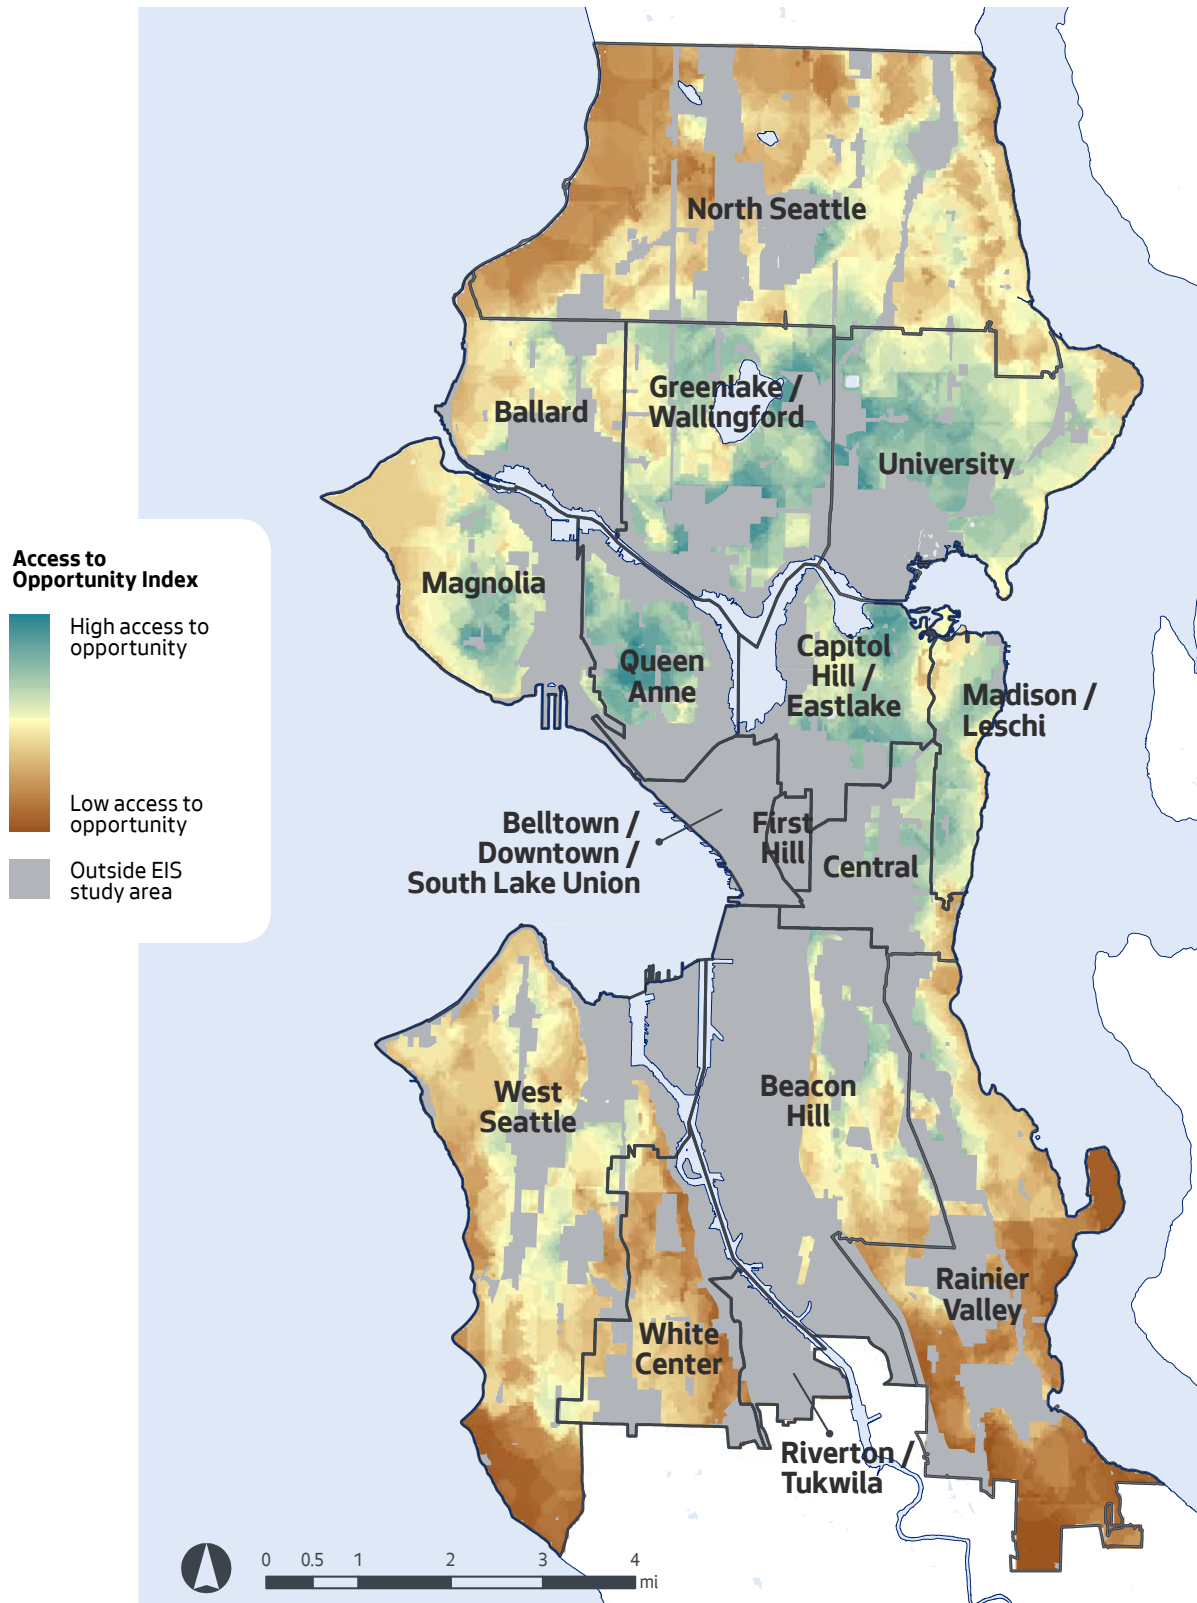 North Seattle
Ballard
Greenlake /
Wallingford
University
Magnolia
Queen
Anne
Capitol
Hill /
Eastlake
Madison /
Leschi
Access to
Opportunity Index
High access to
opportunity
Low access to
opportunity
Outside EIS
study area
Belltown /
Downtown /
South Lake Union
First
Hill
Central
West
Seattle
Beacon
Hill
Rainier
Valley
White
Center
Riverton /
Tukwila
0 0.5 1 2 3 4
mi